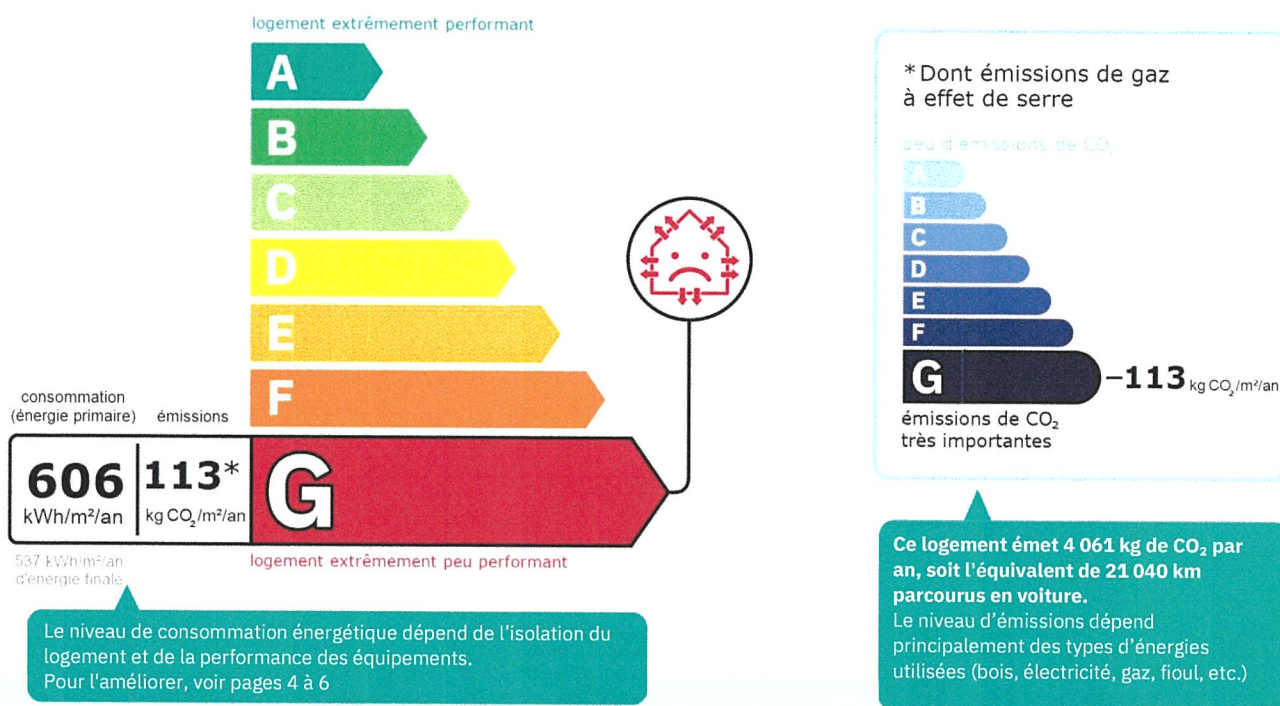 logement extrêmement performant
A
B
C
D
E
F
G
consommation
(énergie primaire)
émissions
606
kWh/m²/an
113*
kg CO₂/m²/an
537 kWh/m²/an
d'énergie finale
logement extrêmement peu performant
Le niveau de consommation énergétique dépend de l'isolation du
logement et de la performance des équipements.
Pour l'améliorer, voir pages 4 à 6
*Dont émissions de gaz
à effet de serre
peu d'émissions de CO₂
A
B
C
D
E
F
G
113 kg CO₂/m²/an
émissions de CO₂
très importantes
Ce logement émet 4 061 kg de CO₂ par
an, soit l'équivalent de 21 040 km
parcourus en voiture.
Le niveau d'émissions dépend
principalement des types d'énergies
utilisées (bois, électricité, gaz, fioul, etc.)